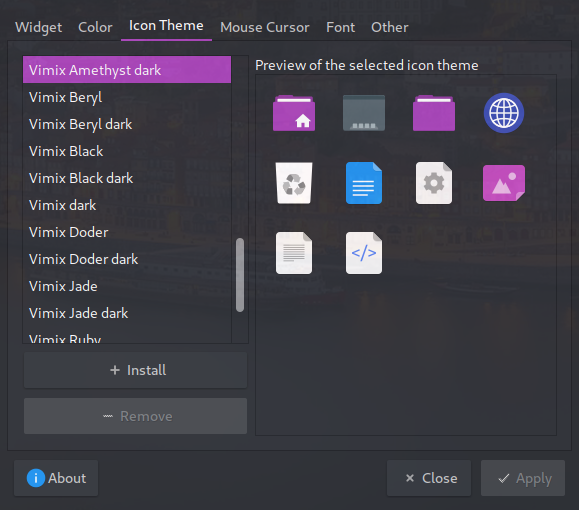 Widget Color Icon Theme Mouse Cursor Font Other
Preview of the selected icon theme
Vimix Amethyst dark
Vimix Beryl
Vimix Beryl dark
Vimix Black
Vimix Black dark
Vimix dark
Vimix Doder
Vimix Doder dark
Vimix Jade
Vimix Jade dark
Vimix Ruby
Install
Remove
About
Close
Apply